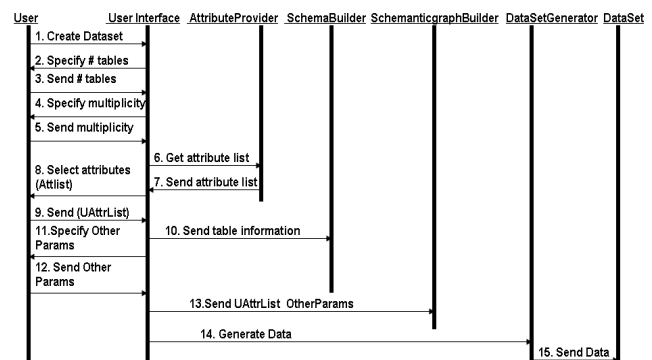 User User Interface AttributeProvider SchemaBuilder SchemanticgraphBuilder DataSetGenerator DataSet
1. Create Dataset
2. Specify # tables
3. Send # tables
4. Specify multiplicity
5. Send multiplicity
6. Get attribute list
7. Send attribute list
8. Select attributes
(Attlist)
9. Send (UAttrList)
10. Send table information
11.Specify Other
Params
12. Send Other
Params
13.Send UAttrList OtherParams
14. Generate Data
15. Send Data